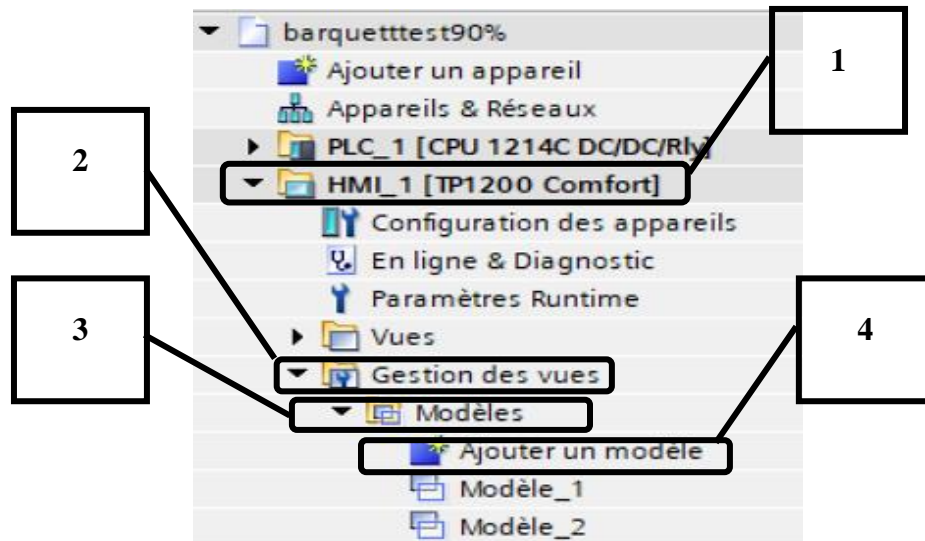 barquetttest90%
1
Ajouter un appareil
Appareils & Réseaux
2
PLC_1 [CPU 1214C DC/DC/Rly]
HMI_1 [TP1200 Comfort]
Configuration des appareils
En ligne & Diagnostic
Paramètres Runtime
3
Vues
4
Gestion des vues
Modèles
Ajouter un modèle
Modèle_1
Modèle_2